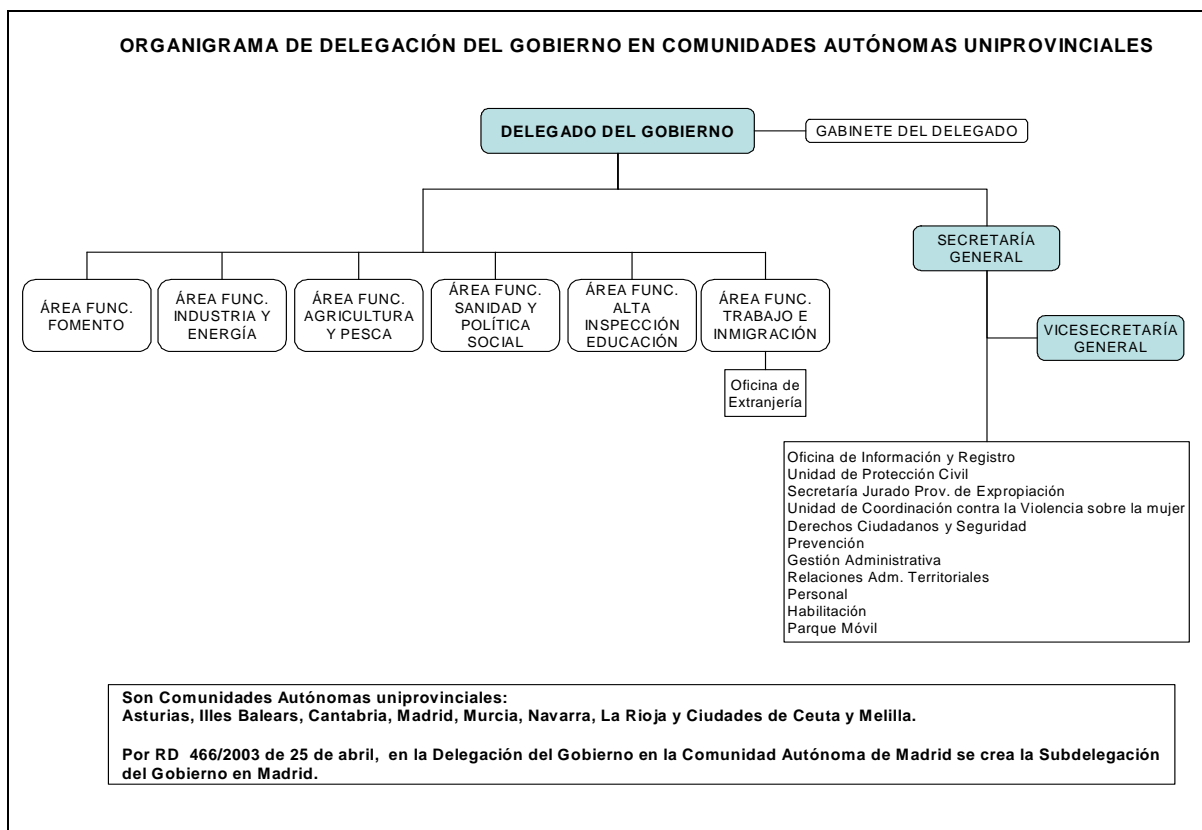 ORGANIGRAMA DE DELEGACIÓN DEL GOBIERNO EN COMUNIDADES AUTÓNOMAS UNIPROVINCIALES
DELEGADO DEL GOBIERNO
GABINETE DEL DELEGADO
SECRETARÍA
GENERAL
ÁREA FUNC.
FOMENTO
ÁREA FUNC.
INDUSTRIA Y
ENERGÍA
ÁREA FUNC.
AGRICULTURA
Y PESCA
ÁREA FUNC.
SANIDAD Y
POLÍTICA
SOCIAL
ÁREA FUNC.
ALTA
INSPECCIÓN
EDUCACIÓN
ÁREA FUNC.
TRABAJO E
INMIGRACIÓN
VICESECRETARÍA
GENERAL
Oficina de
Extranjería
Oficina de Información y Registro
Unidad de Protección Civil
Secretaría Jurado Prov. de Expropiación
Unidad de Coordinación contra la Violencia sobre la mujer
Derechos Ciudadanos y Seguridad
Prevención
Gestión Administrativa
Relaciones Adm. Territoriales
Personal
Habilitación
Parque Móvil
Son Comunidades Autónomas uniprovinciales:
Asturias, Illes Balears, Cantabria, Madrid, Murcia, Navarra, La Rioja y Ciudades de Ceuta y Melilla.
Por RD 466/2003 de 25 de abril, en la Delegación del Gobierno en la Comunidad Autónoma de Madrid se crea la Subdelegación
del Gobierno en Madrid.